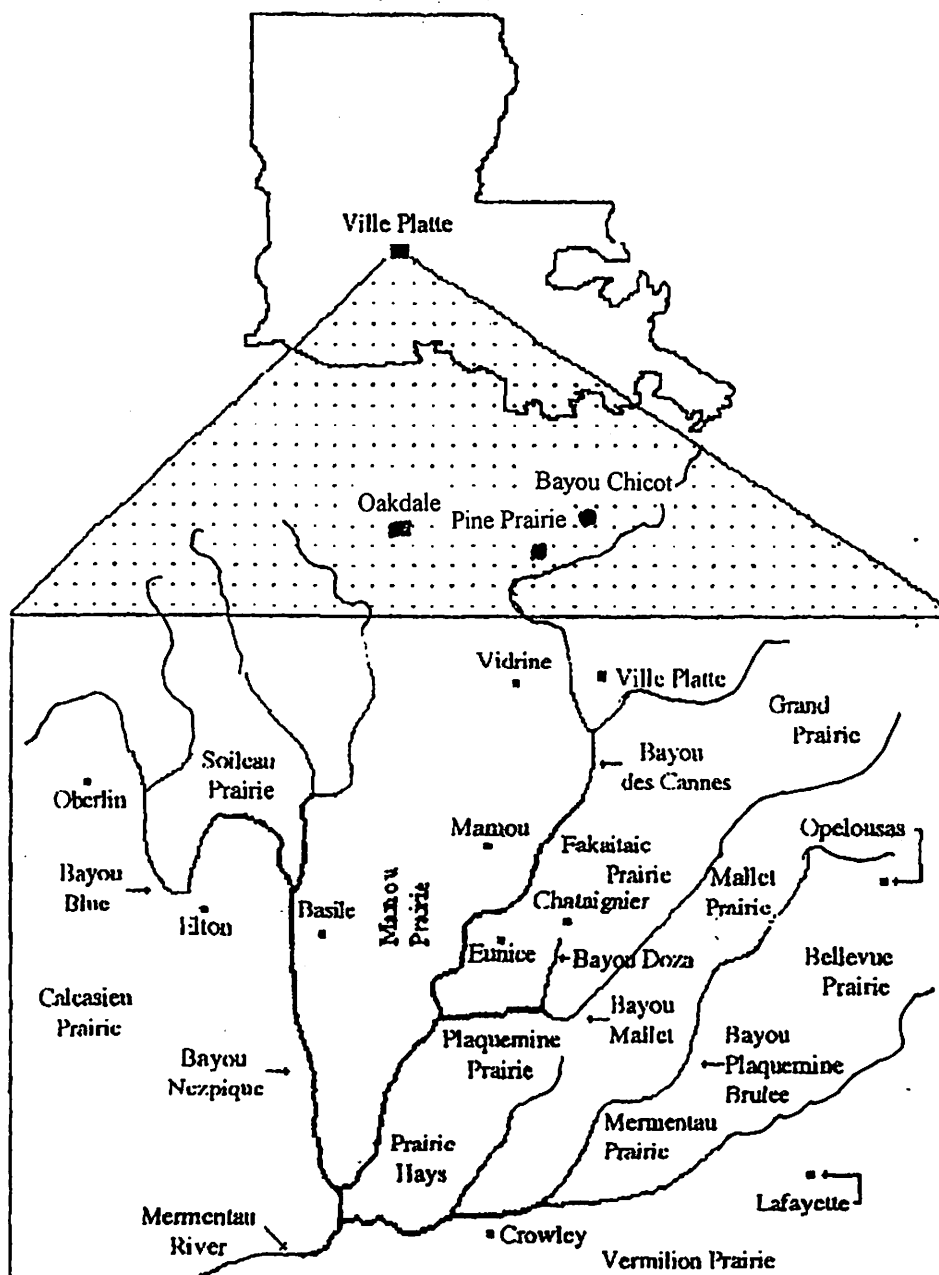 Ville Platte
Bayou Chicot
Oakdale
Pine Prairie
Vidrine
Ville Platte
Grand
Prairie
Soileau
Prairie
Bayou
des Cannes
Oberlin
Mamou
Opelousas
Fakaitaic
Prairie
Bayou
Blue
Mallet
Prairie
Elton
Basile
Mamou
Prairie
Chataignier
Eunice
Bayou Doza
Bellevue
Prairie
Calcasieu
Prairie
Bayou
Mallet
Plaquemine
Prairie
Bayou
Plaquemine
Brulee
Bayou
Nezpique
Mermentau
Prairie
Prairie
Hays
Lafayette
Mermentau
River
Crowley
Vermilion Prairie